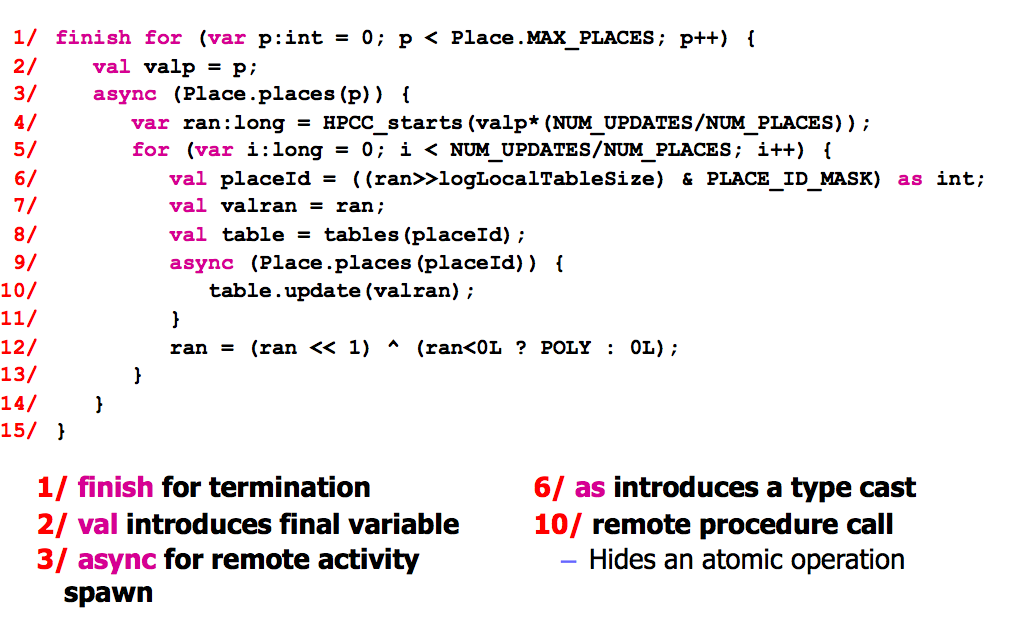 1/ finish for (var p:int = 0; p < Place.MAX_PLACES; p++) {
2/ val valp = p;
3/ async (Place.places(p)) {
4/ var ran:long = HPCC_starts(valp*(NUM_UPDATES/NUM_PLACES));
5/ for (var i:long = 0; i < NUM_UPDATES/NUM_PLACES; i++) {
6/ val placeId = ((ran>>logLocalTableSize) & PLACE_ID_MASK) as int;
7/ val valran = ran;
8/ val table = tables(placeId);
9/ async (Place.places(placeId)) {
10/ table.update(valran);
11/ }
12/ ran = (ran << 1) ^ (ran<0L ? POLY : 0L);
13/ }
14/ }
15/ }
1/ finish for termination
2/ val introduces final variable
3/ async for remote activity
spawn
6/ as introduces a type cast
10/ remote procedure call
– Hides an atomic operation